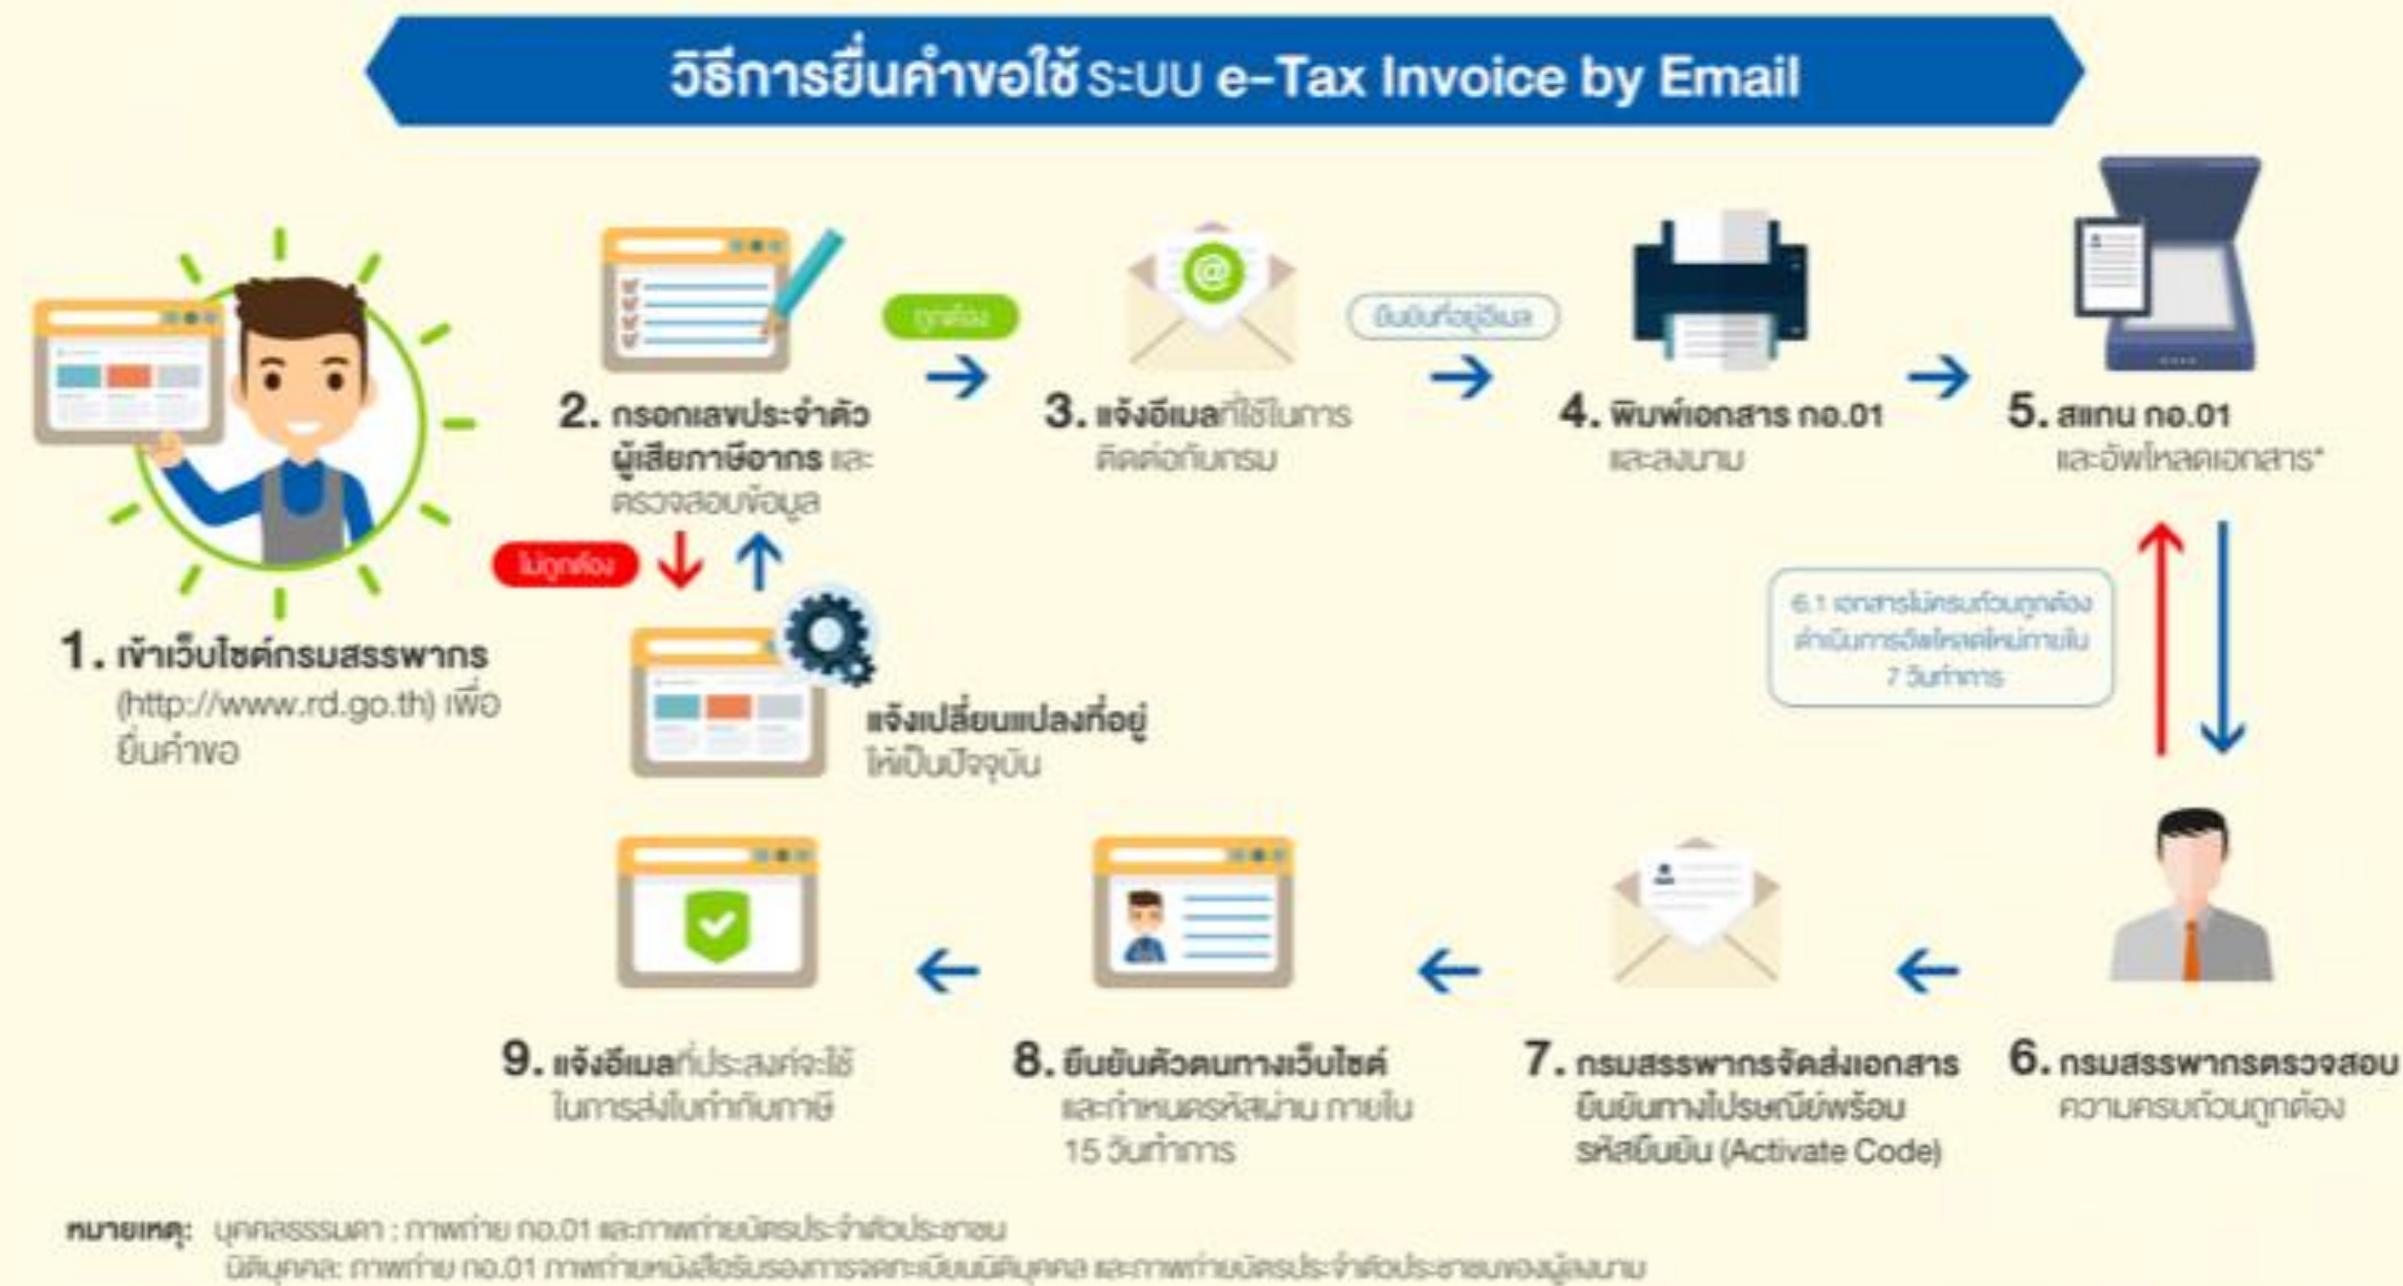 วิธีการยื่นคำขอใช้ ระบบ e-Tax Invoice by Email
1. เข้าเว็บไซต์กรมสรรพากร
(http://www.rd.go.th) เพื่อ
ยื่นคำขอ
2. กรอกเลขประจำตัว
ผู้เสียภาษีอากร และ
ตรวจสอบข้อมูล
ถูกต้อง
ไม่ถูกต้อง
แจ้งเปลี่ยนแปลงที่อยู่
ให้เป็นปัจจุบัน
3. แจ้งอีเมลที่ใช้ในการ
ติดต่อกับกรม
ยืนยันที่อยู่อีเมล
4. พิมพ์เอกสาร กอ.01
และลงนาม
5. สแกน กอ.01
และอัพโหลดเอกสาร*
6.1 เอกสารไม่ครบถ้วนถูกต้อง
ดำเนินการอัพโหลดใหม่ภายใน
7 วันทำการ
6. กรมสรรพากรตรวจสอบ
ความครบถ้วนถูกต้อง
7. กรมสรรพากรจัดส่งเอกสาร
ยืนยันทางไปรษณีย์พร้อม
รหัสยืนยัน (Activate Code)
8. ยืนยันตัวตนทางเว็บไซต์
และกำหนดรหัสผ่าน ภายใน
15 วันทำการ
9. แจ้งอีเมลที่ประสงค์จะใช้
ในการส่งใบกำกับภาษี
หมายเหตุ: บุคคลธรรมดา : ภาพถ่าย กอ.01 และภาพถ่ายบัตรประจำตัวประชาชน
นิติบุคคล: ภาพถ่าย กอ.01 ภาพถ่ายหนังสือรับรองการจดทะเบียนนิติบุคคล และภาพถ่ายบัตรประจำตัวประชาชนของผู้ลงนาม